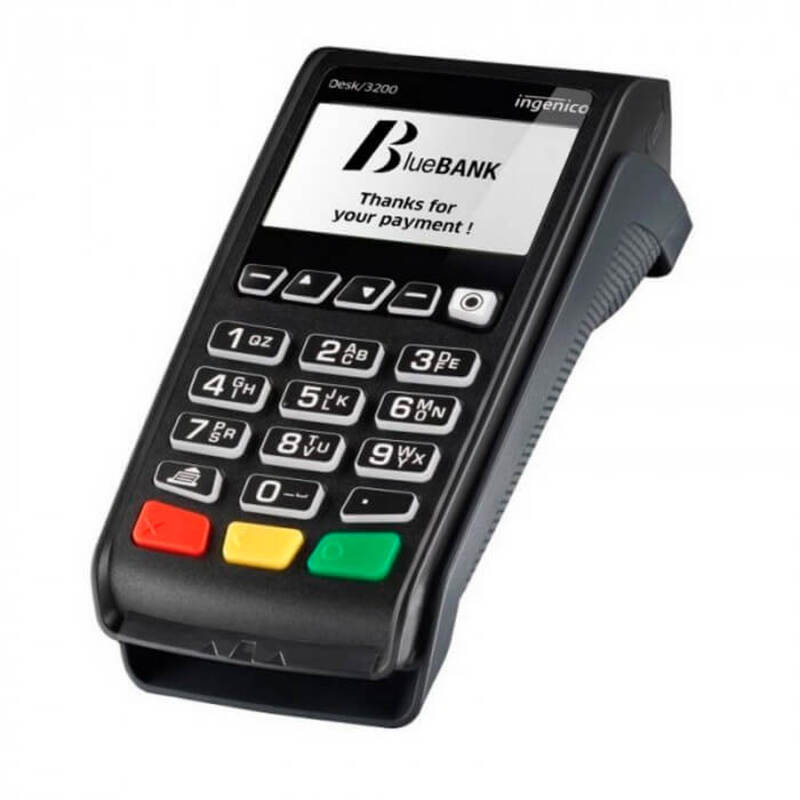 Desk/3200
ingenico
BlueBANK
Thanks for
your payment !
1 QZ
2 ABC
3 DEF
4 GHI
5 JKL
6 MNO
7 PRS
8 TUV
9 WXY
0
.